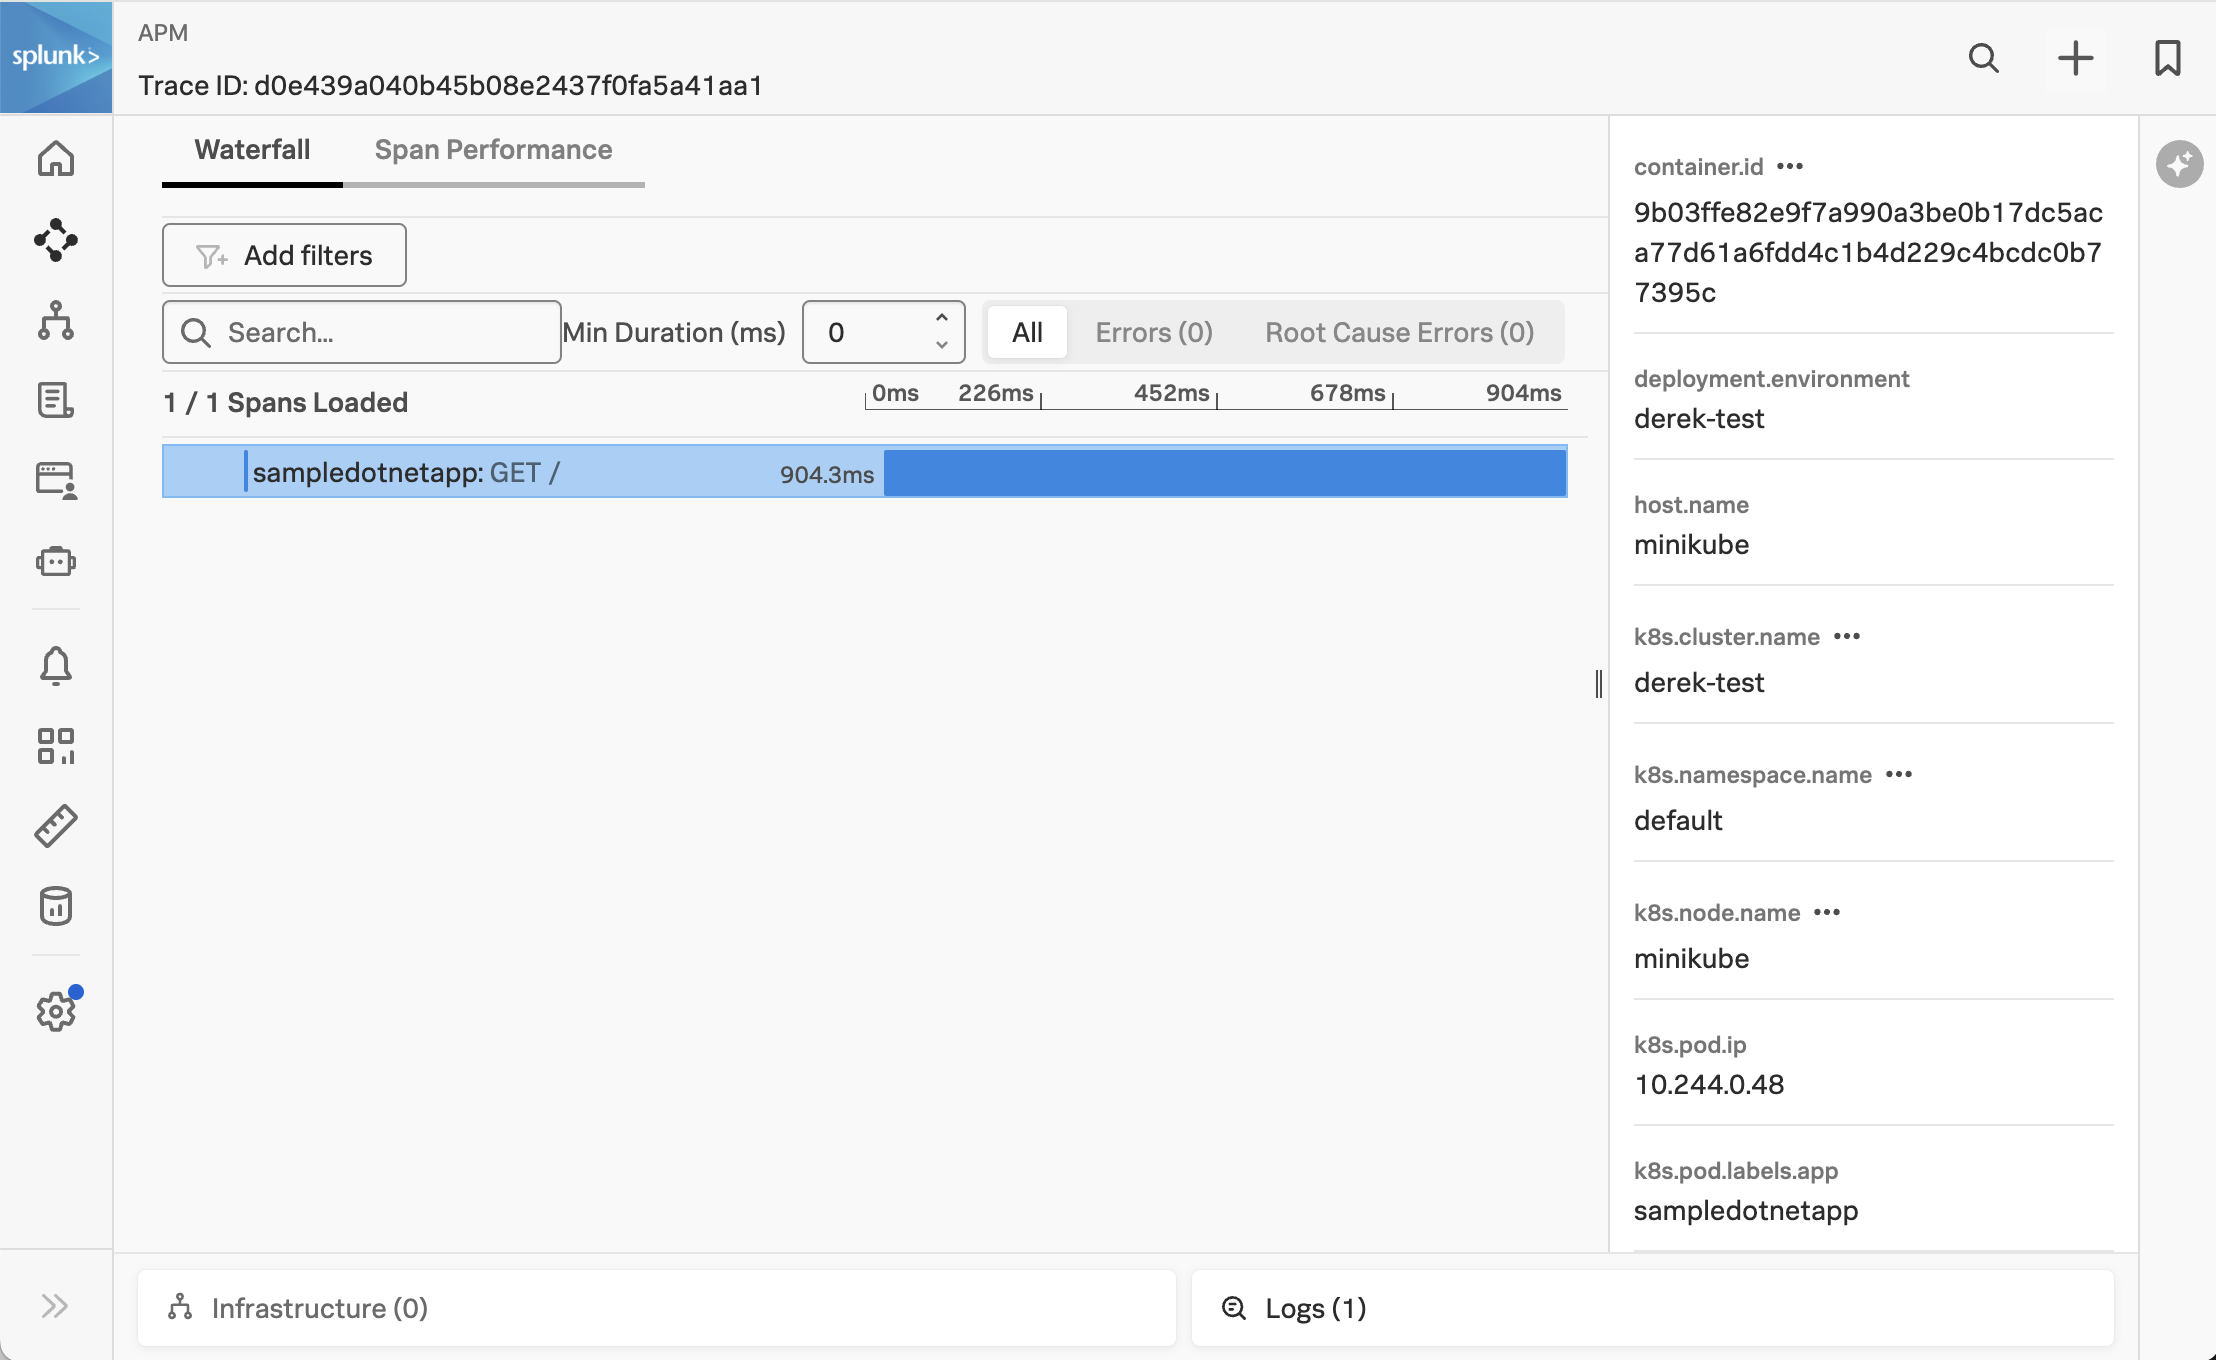 splunk>
APM
Trace ID: d0e439a040b45b08e2437f0fa5a41aa1
Waterfall
Span Performance
Add filters
Search...
Min Duration (ms)
0
All
Errors (0)
Root Cause Errors (0)
1 / 1 Spans Loaded
0ms
226ms
452ms
678ms
904ms
sampledotnetapp: GET /
904.3ms
container.id •••
9b03ffe82e9f7a990a3be0b17dc5ac
a77d61a6fdd4c1b4d229c4bcdc0b7
7395c
deployment.environment
derek-test
host.name
minikube
k8s.cluster.name •••
derek-test
k8s.namespace.name •••
default
k8s.node.name •••
minikube
k8s.pod.ip
10.244.0.48
k8s.pod.labels.app
sampledotnetapp
Infrastructure (0)
Logs (1)